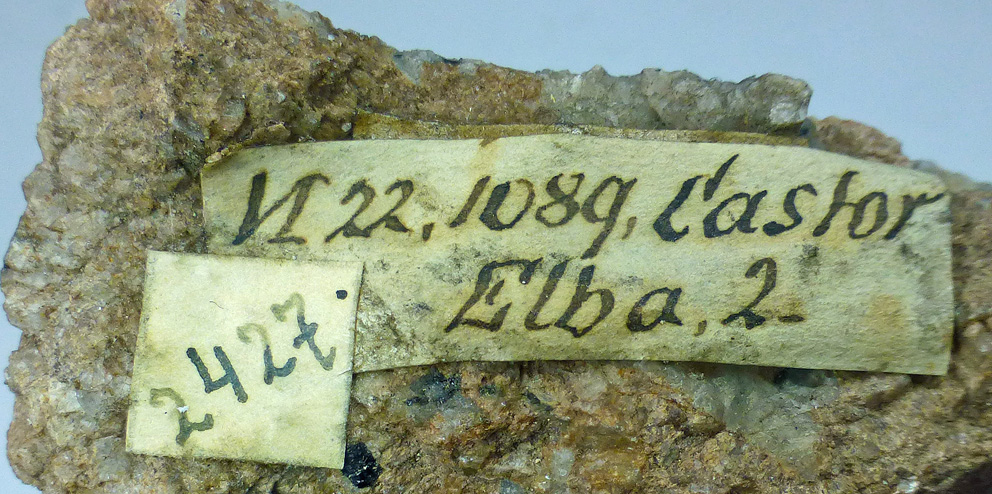 VI 22, 1089, Castor
Elba, 2.
2427.